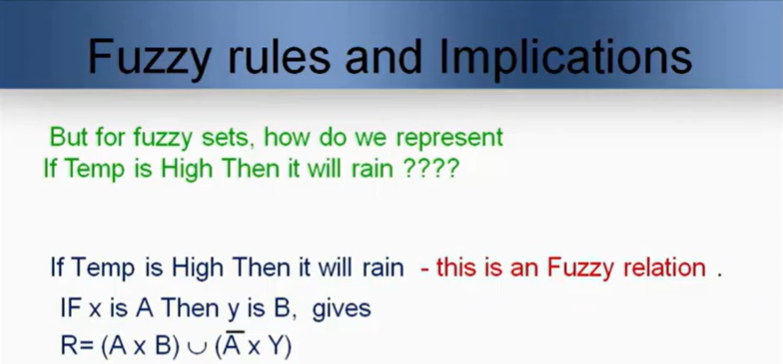 Fuzzy rules and Implications
But for fuzzy sets, how do we represent
If Temp is High Then it will rain ????
If Temp is High Then it will rain - this is an Fuzzy relation .
IF x is A Then y is B, gives
R= (A x B) ∪ (A̅ x Y)